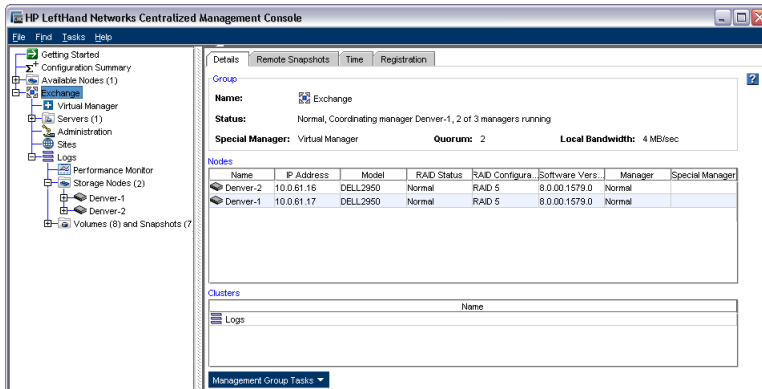 HP LeftHand Networks Centralized Management Console
File Find Tasks Help
Getting Started
Configuration Summary
Available Nodes (1)
Exchange
Virtual Manager
Servers (1)
Administration
Sites
Logs
Performance Monitor
Storage Nodes (2)
Denver-1
Denver-2
Volumes (8) and Snapshots (7
Details Remote Snapshots Time Registration
Group
Name: Exchange
Status: Normal, Coordinating manager Denver-1, 2 of 3 managers running
Special Manager: Virtual Manager Quorum: 2 Local Bandwidth: 4 MB/sec
Nodes
Name IP Address Model RAID Status RAID Configura... Software Vers... Manager Special Manager
Denver-2 10.0.61.16 DELL2950 Normal RAID 5 8.0.00.1579.0 Normal
Denver-1 10.0.61.17 DELL2950 Normal RAID 5 8.0.00.1579.0 Normal
Clusters
Name
Logs
Management Group Tasks